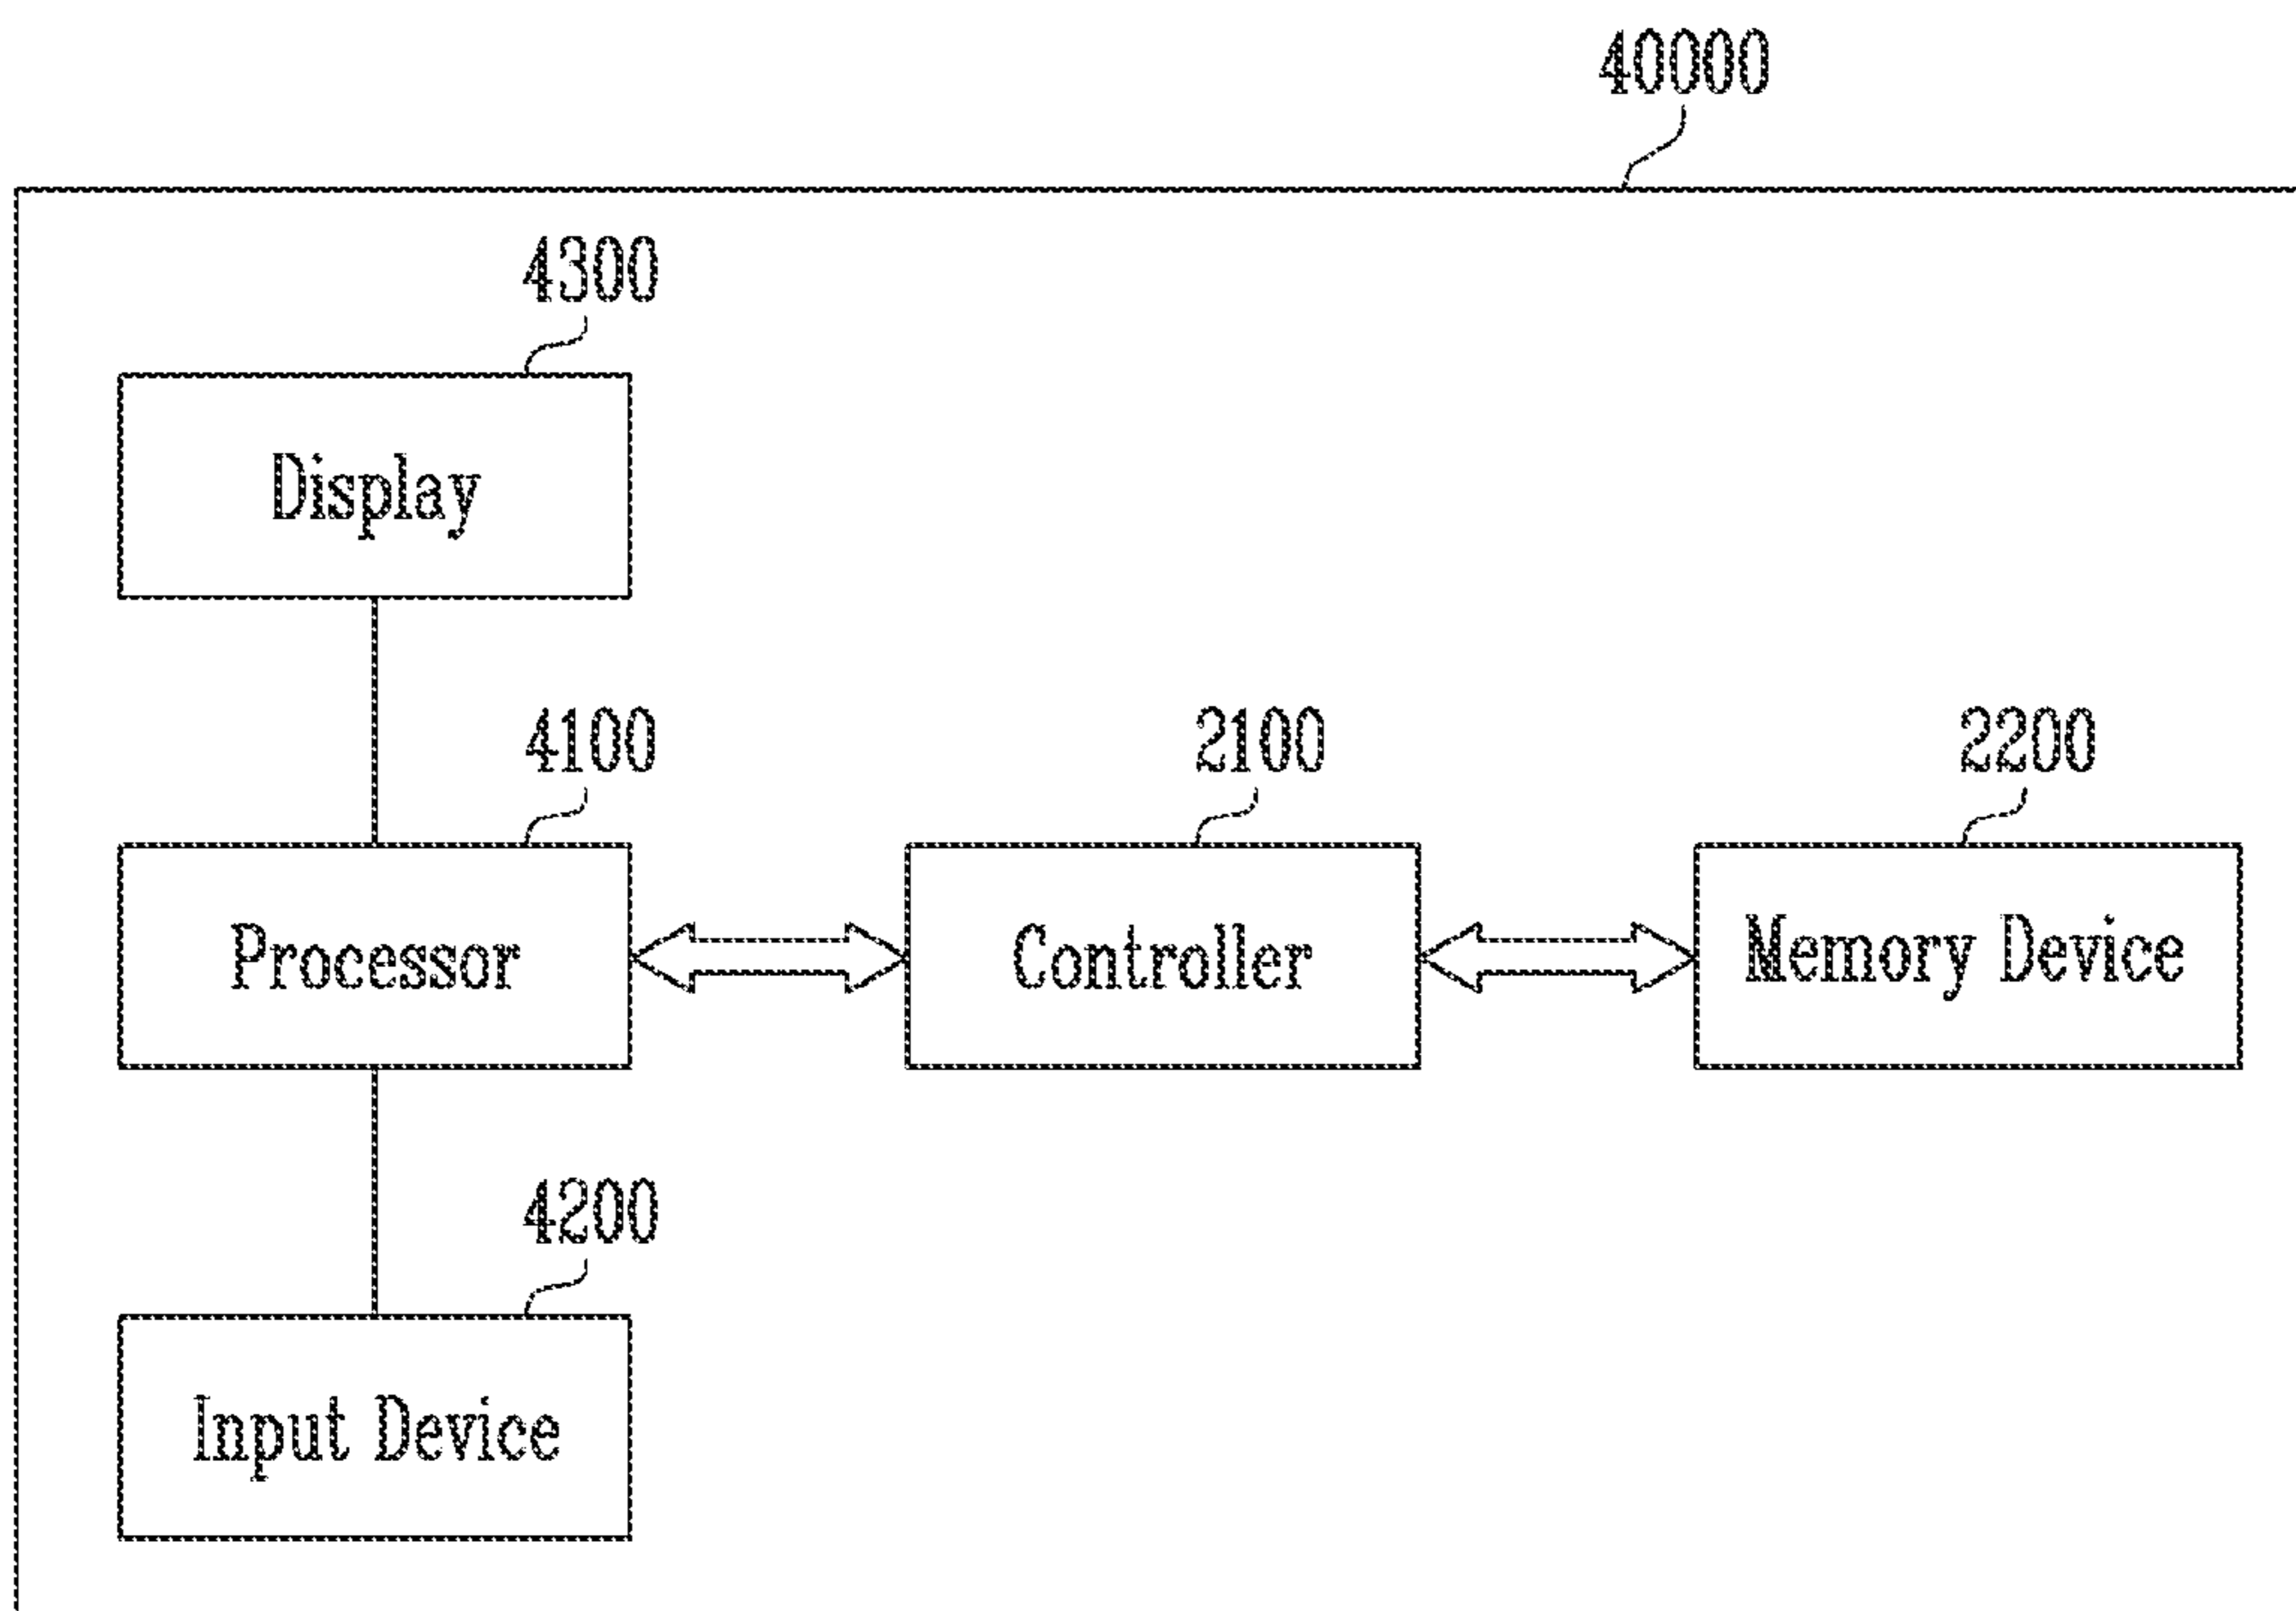 40000
4300
Display
4100
2100
2200
Processor
Controller
Memory Device
4200
Input Device